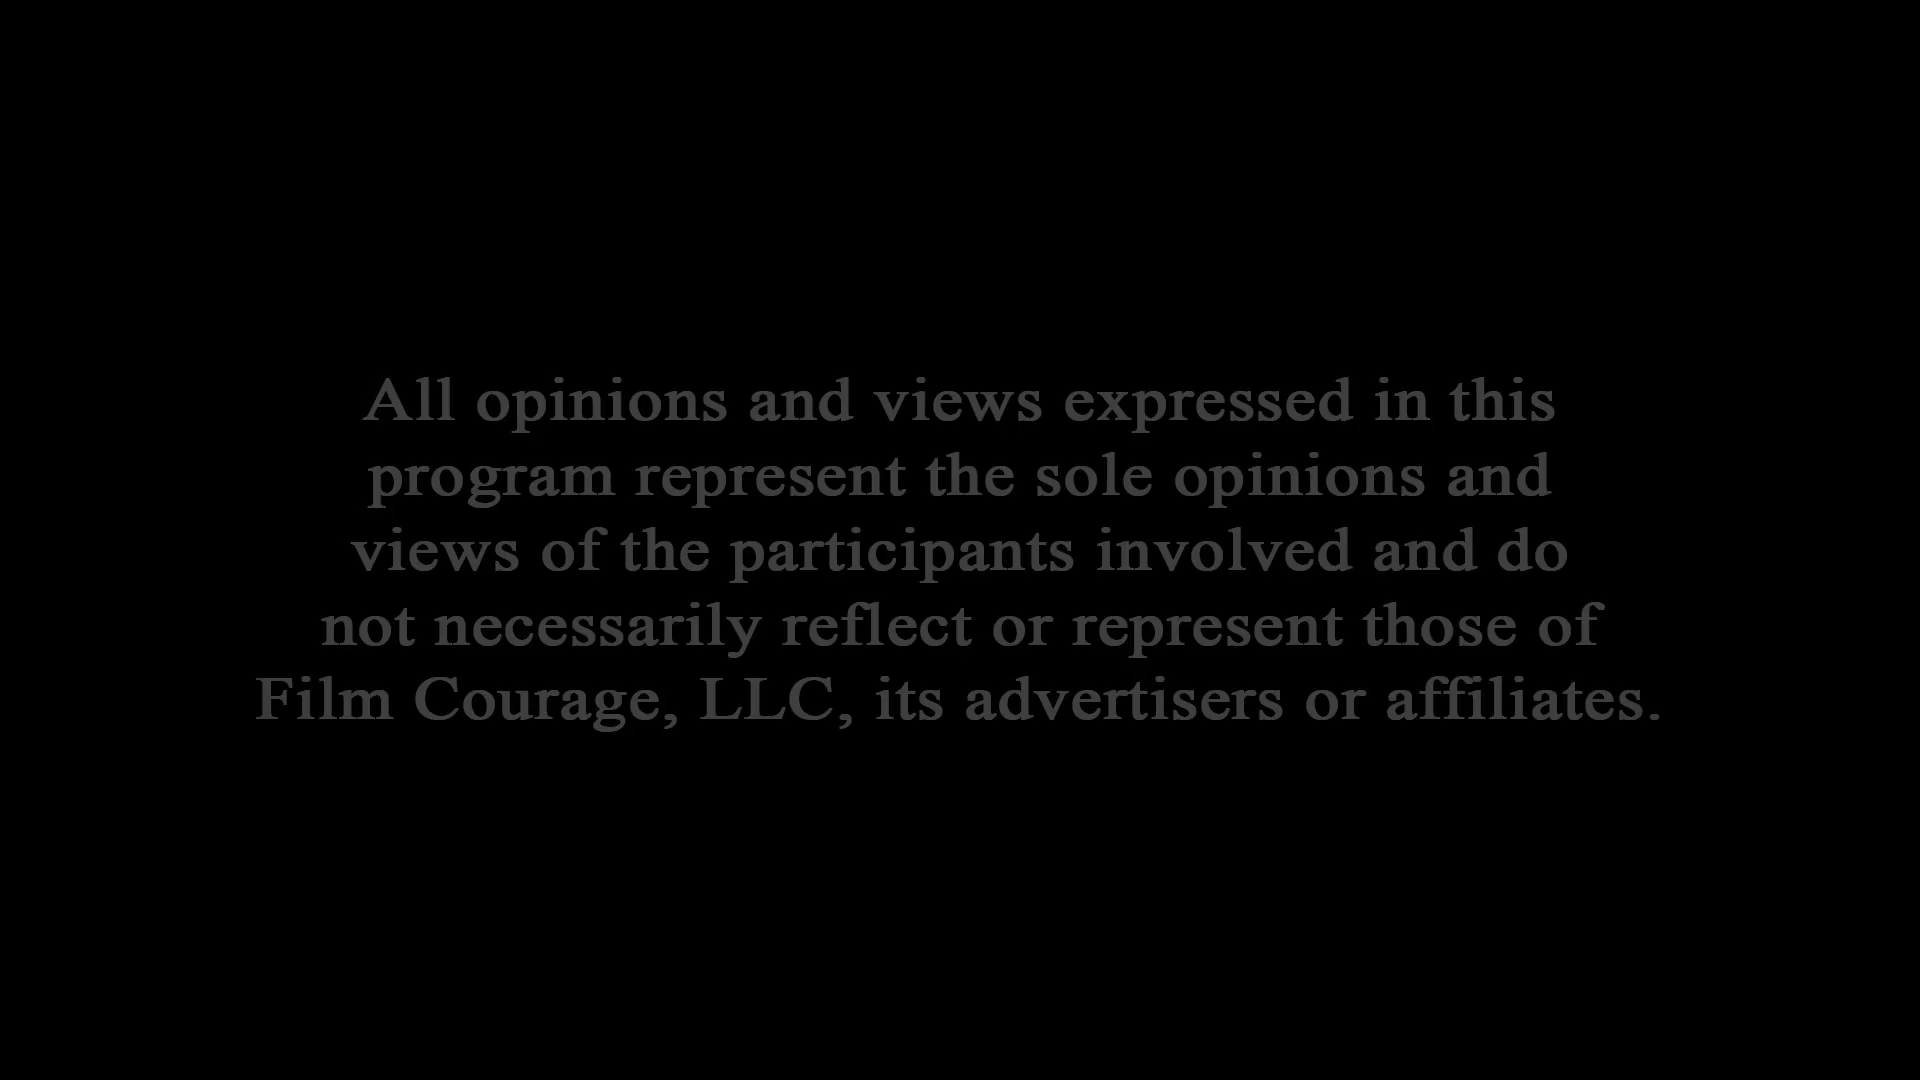 All opinions and views expressed in this
program represent the sole opinions and
views of the participants involved and do
not necessarily reflect or represent those of
Film Courage, LLC, its advertisers or affiliates.